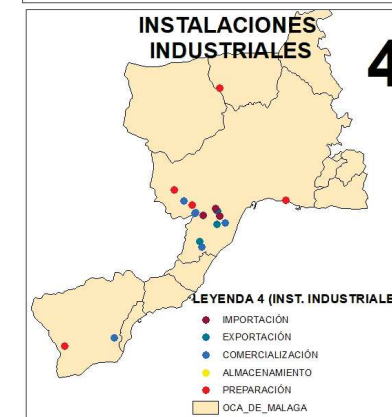 INSTALACIONES
INDUSTRIALES
4
LEYENDA 4 (INST. INDUSTRIALE
IMPORTACIÓN
EXPORTACIÓN
COMERCIALIZACIÓN
ALMACENAMIENTO
PREPARACIÓN
OCA_DE_MALAGA